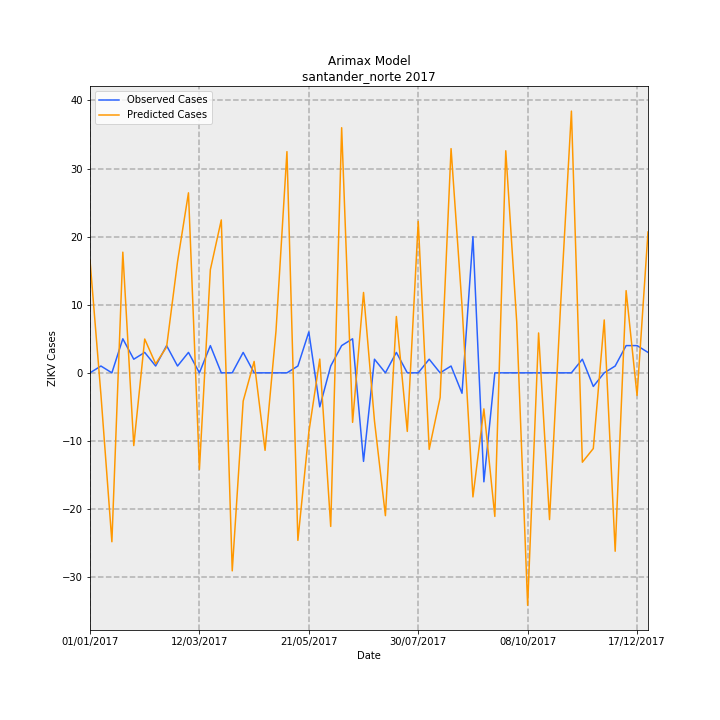 Arimax Model
santander_norte 2017
Observed Cases
Predicted Cases
40
30
20
10
0
−10
−20
−30
ZIKV Cases
01/01/2017 12/03/2017 21/05/2017 30/07/2017 08/10/2017 17/12/2017
Date